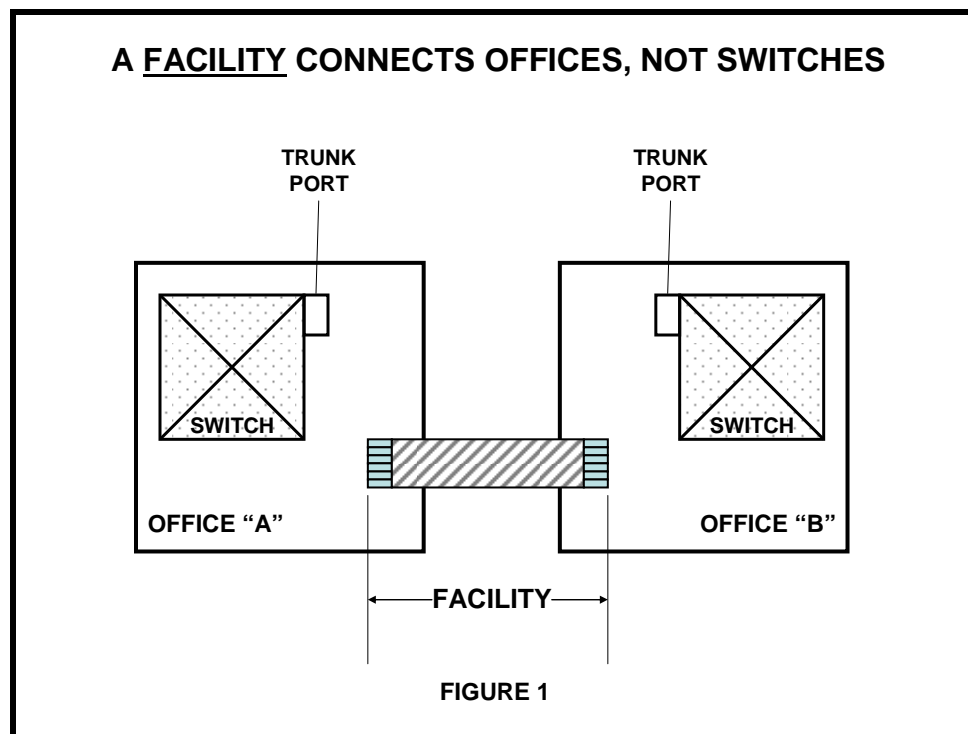 A FACILITY CONNECTS OFFICES, NOT SWITCHES
TRUNK
PORT
TRUNK
PORT
SWITCH
SWITCH
OFFICE “A”
OFFICE “B”
FACILITY
FIGURE 1